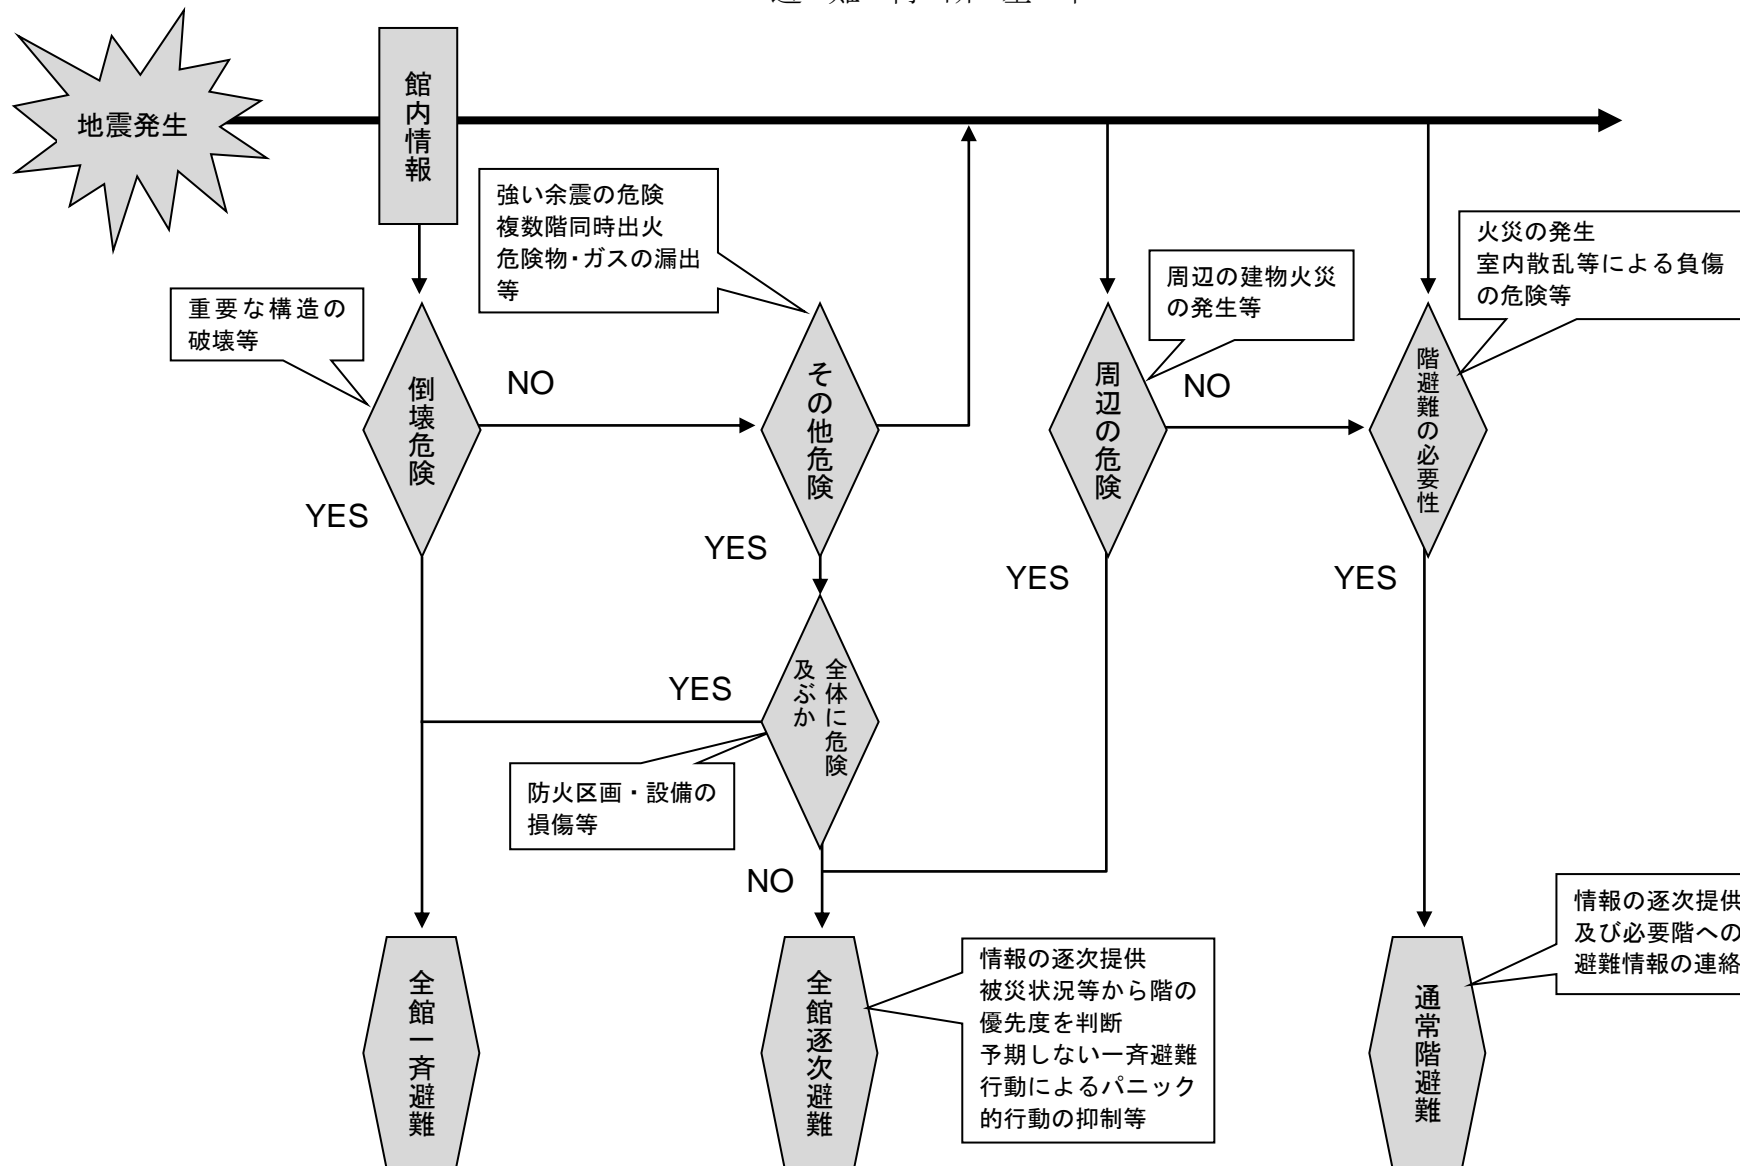 地震発生
館内情報
強い余震の危険
複数階同時出火
危険物・ガスの漏出
等
火災の発生
室内散乱等による負傷
の危険等
周辺の建物火災
の発生等
重要な構造の
破壊等
倒壊危険
NO
その他危険
周辺の危険
NO
階避難の必要性
YES
YES
YES
YES
全体に危険
及ぶか
YES
防火区画・設備の
損傷等
NO
情報の逐次提供
及び必要階への
避難情報の連絡
全館一斉避難
全館逐次避難
情報の逐次提供
被災状況等から階の
優先度を判断
予期しない一斉避難
行動によるパニック
的行動の抑制等
通常階避難